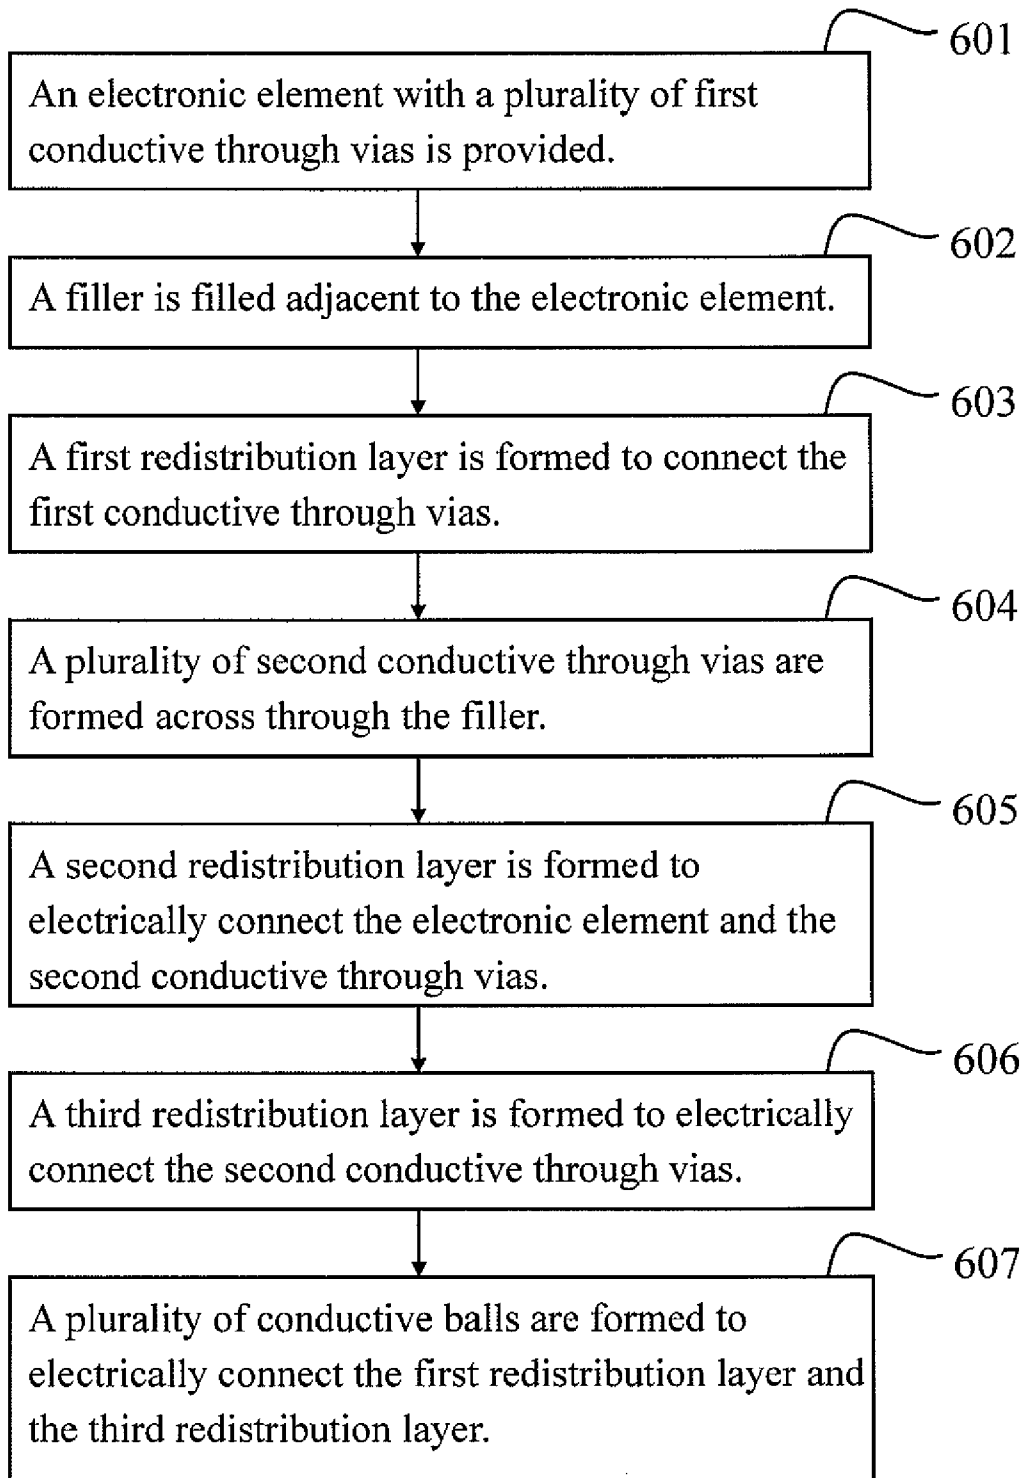 601
An electronic element with a plurality of first
conductive through vias is provided.
602
A filler is filled adjacent to the electronic element.
603
A first redistribution layer is formed to connect the
first conductive through vias.
604
A plurality of second conductive through vias are
formed across through the filler.
605
A second redistribution layer is formed to
electrically connect the electronic element and the
second conductive through vias.
606
A third redistribution layer is formed to electrically
connect the second conductive through vias.
607
A plurality of conductive balls are formed to
electrically connect the first redistribution layer and
the third redistribution layer.